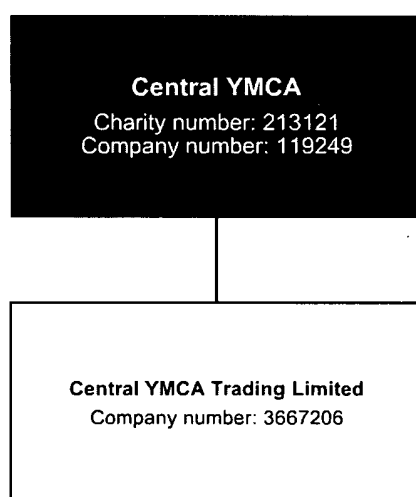 Central YMCA
Charity number: 213121
Company number: 119249
Central YMCA Trading Limited
Company number: 3667206